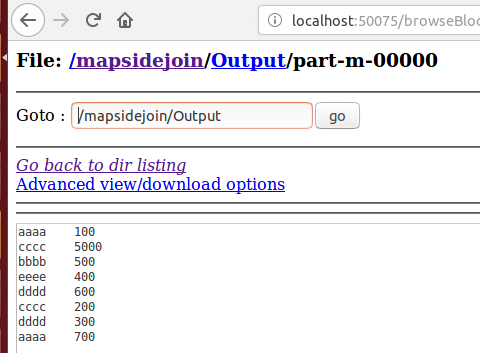 localhost:50075/browseBloc
File: /mapsidejoin/Output/part-m-00000
Goto : /mapsidejoin/Output go
Go back to dir listing
Advanced view/download options
aaaa 100
cccc 5000
bbbb 500
eeee 400
dddd 600
cccc 200
dddd 300
aaaa 700